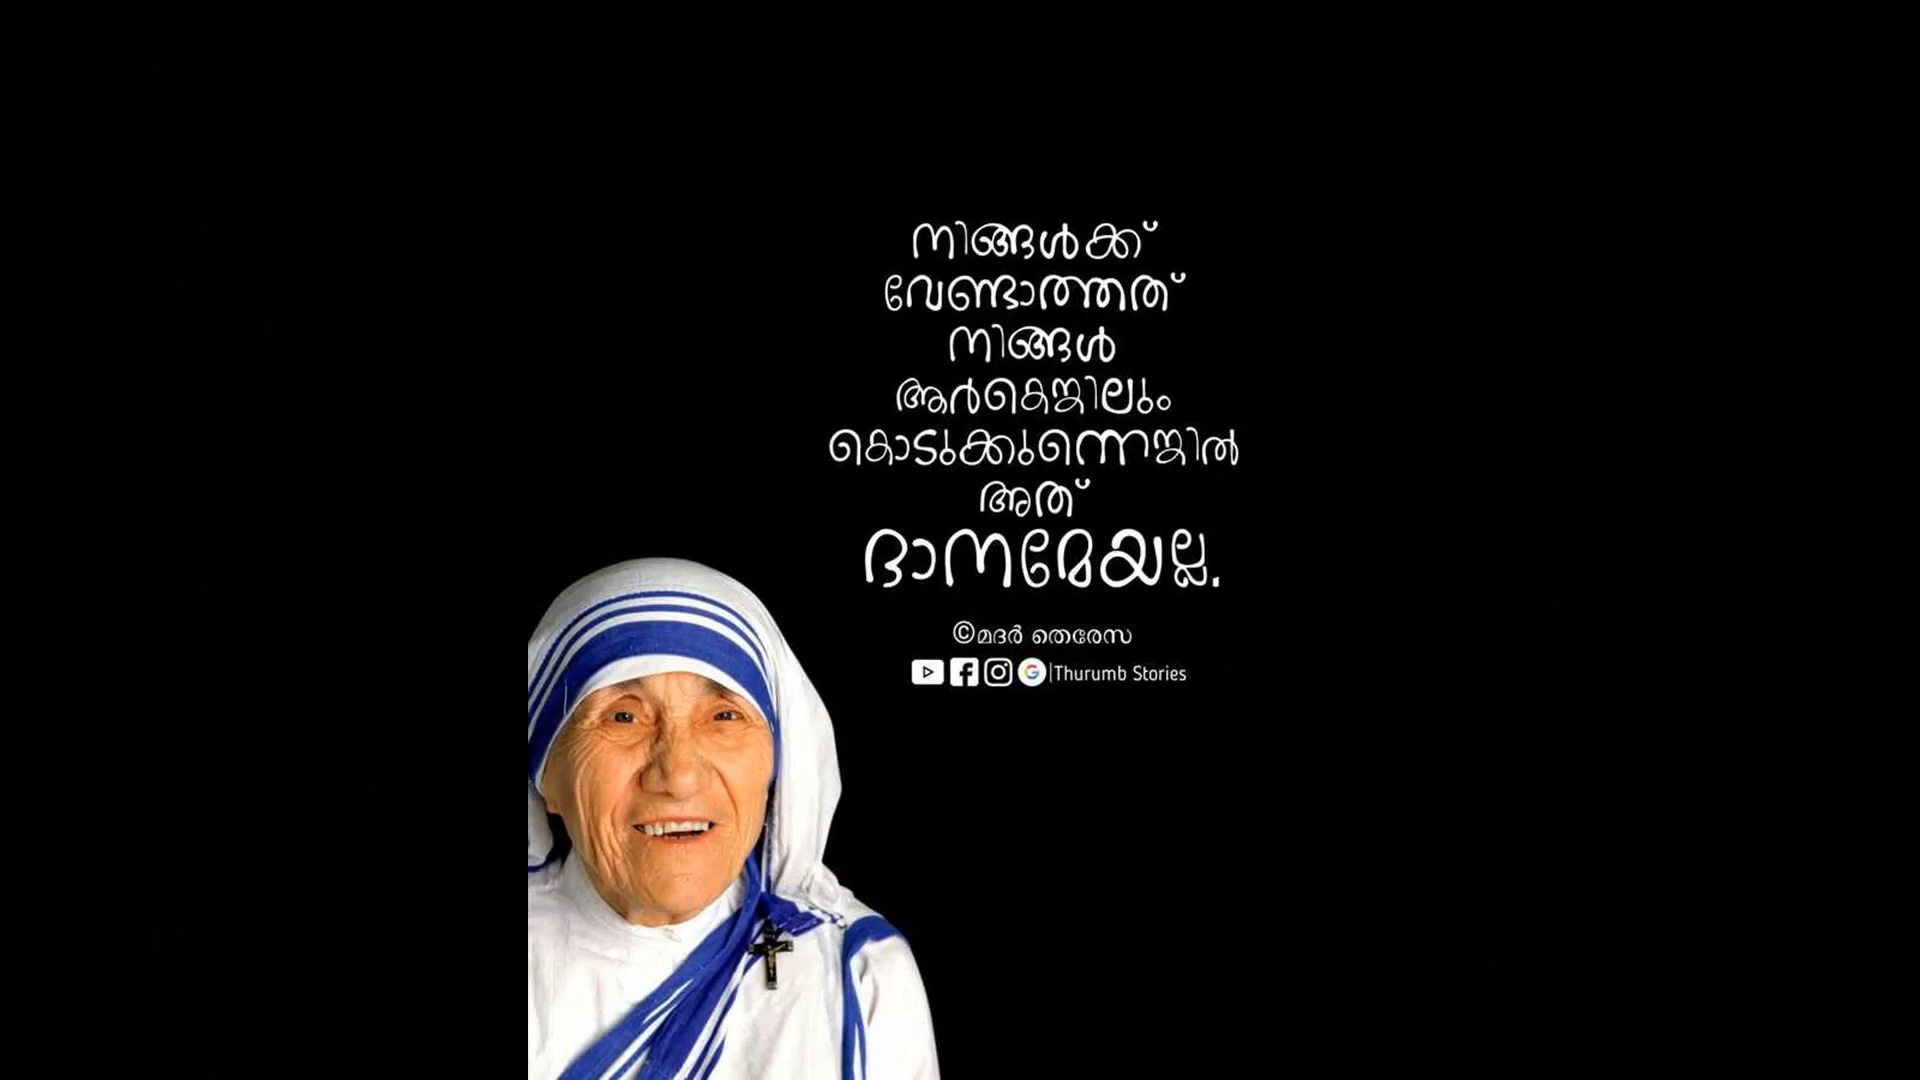 നിങ്ങൾക്ക്
വേണ്ടാത്തത്
നിങ്ങൾ
ആർകെങ്കിലും
കൊടുക്കുന്നെങ്കിൽ
അത്
ദാനമേയല്ല.
©മദർ തെരേസ
|Thurumb Stories